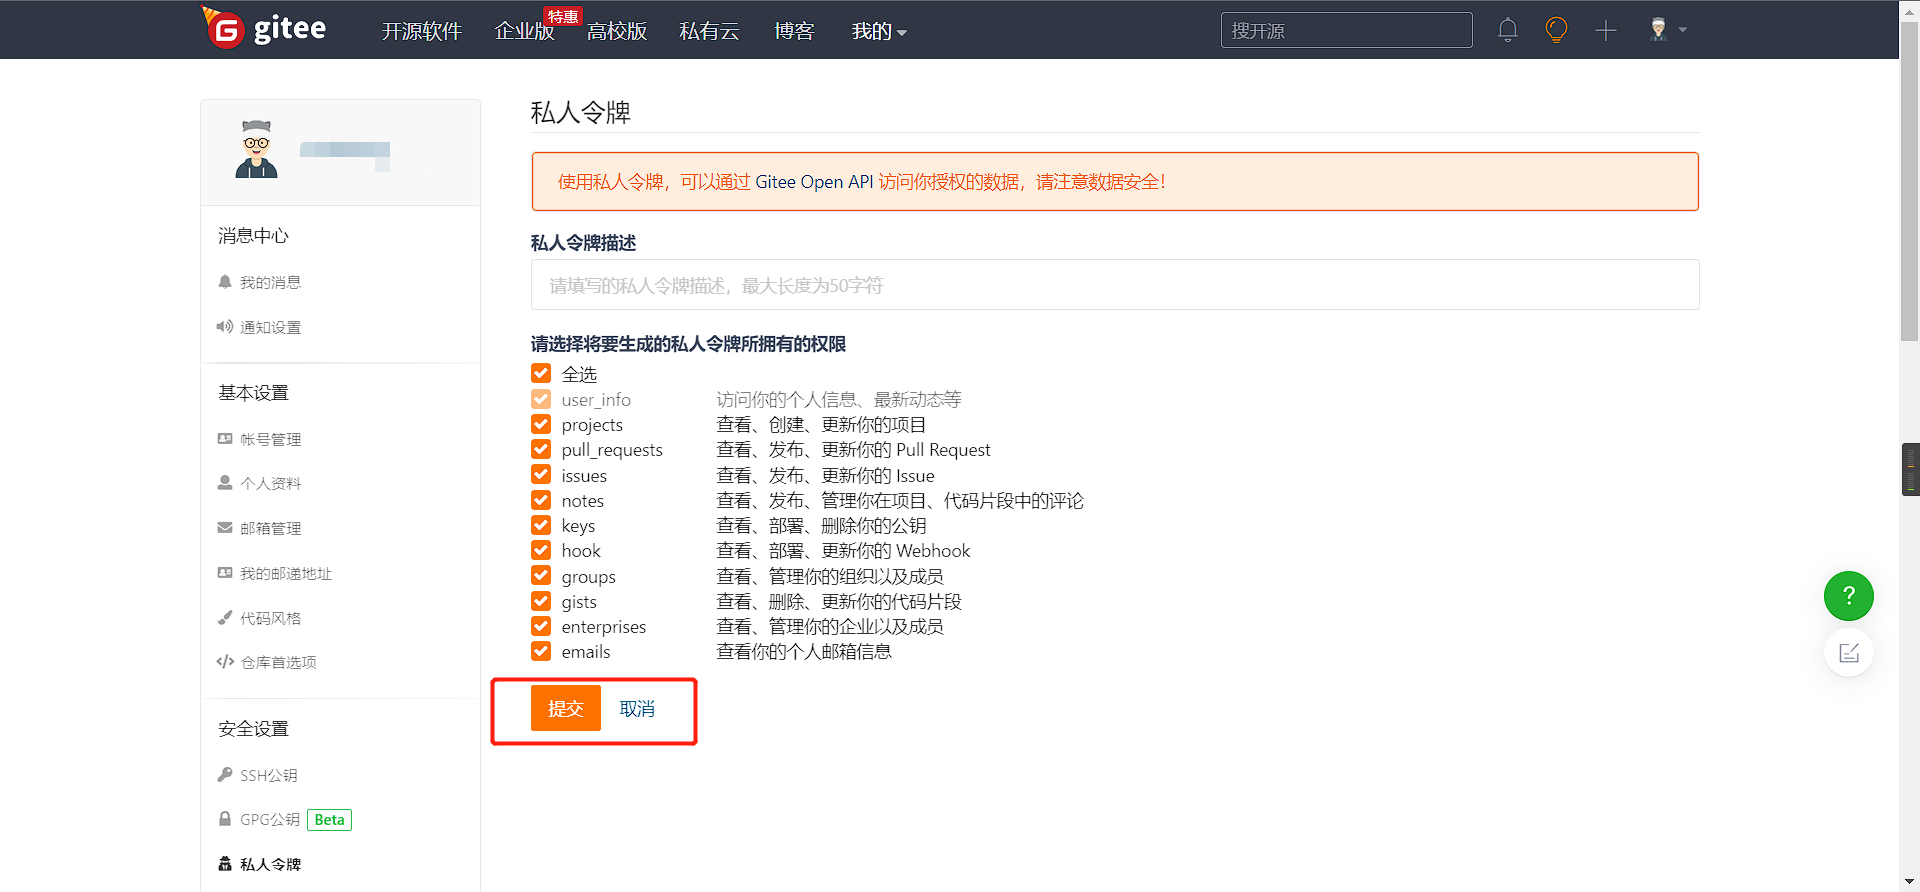 gitee 开源软件 企业版 特惠 高校版 私有云 博客 我的 搜开源
私人令牌
使用私人令牌，可以通过 Gitee Open API 访问你授权的数据，请注意数据安全！
私人令牌描述
请填写的私人令牌描述，最大长度为50字符
请选择将要生成的私人令牌所拥有的权限
全选
user_info 访问你的个人信息、最新动态等
projects 查看、创建、更新你的项目
pull_requests 查看、发布、更新你的 Pull Request
issues 查看、发布、更新你的 Issue
notes 查看、发布、管理你在项目、代码片段中的评论
keys 查看、部署、删除你的公钥
hook 查看、部署、更新你的 Webhook
groups 查看、管理你的组织以及成员
gists 查看、删除、更新你的代码片段
enterprises 查看、管理你的企业以及成员
emails 查看你的个人邮箱信息
提交 取消
消息中心
我的消息
通知设置
基本设置
帐号管理
个人资料
邮箱管理
我的邮递地址
代码风格
仓库首选项
安全设置
SSH公钥
GPG公钥 Beta
私人令牌
?